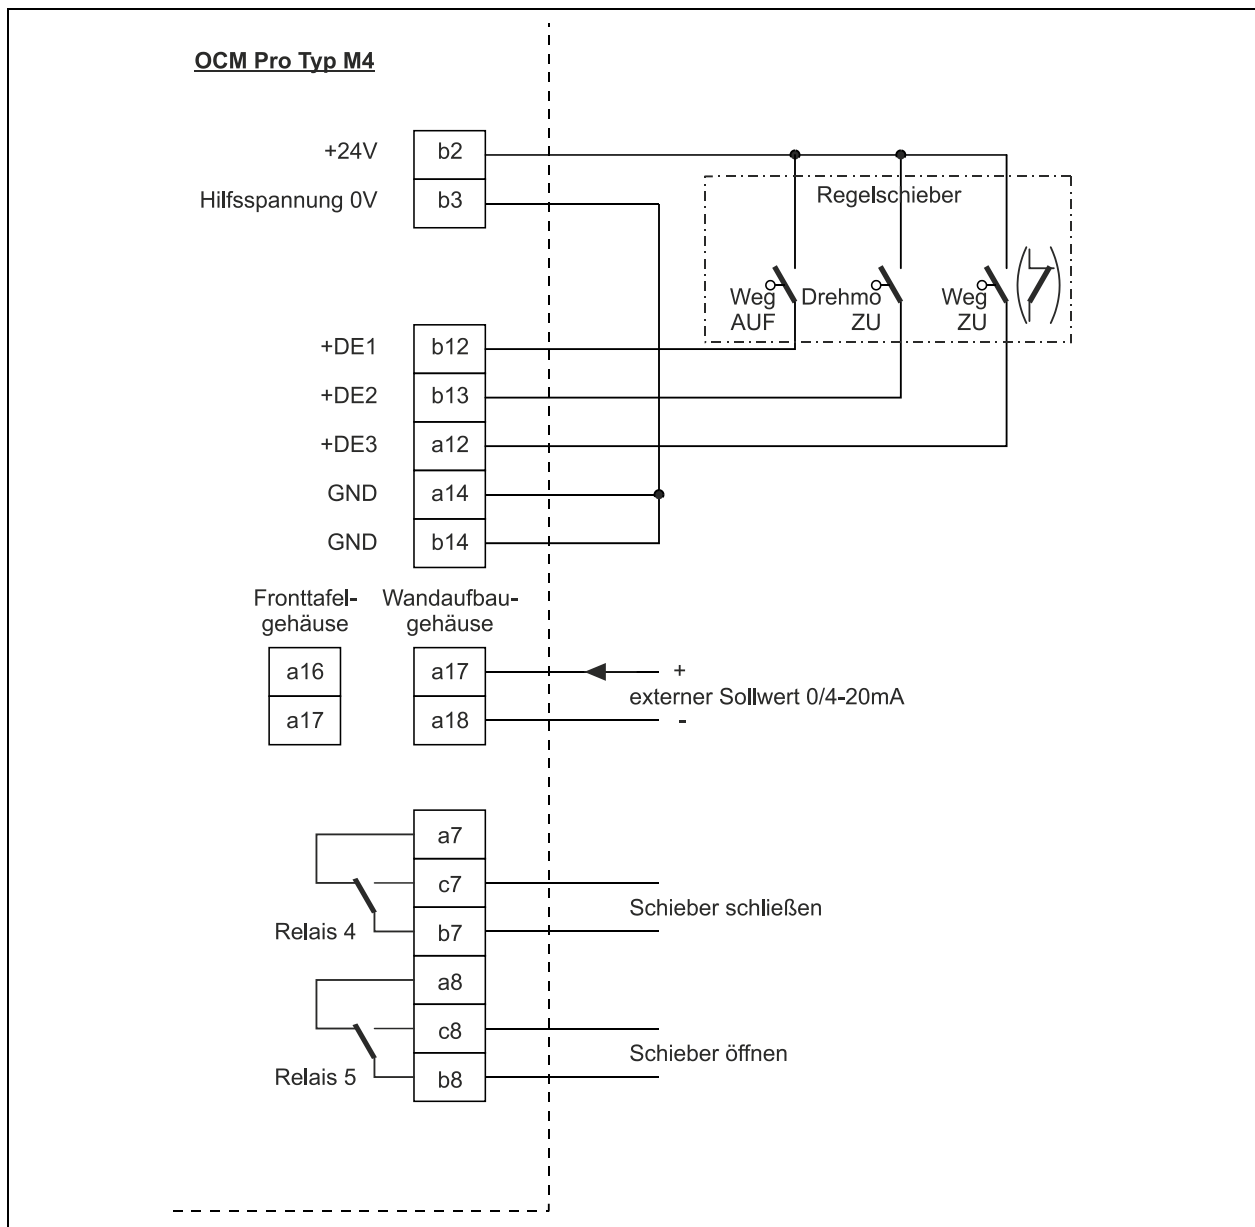 OCM Pro Typ M4
+24V b2
Hilfsspannung 0V b3
Regelschieber
Weg Drehmo Weg
AUF ZU ZU
+DE1 b12
+DE2 b13
+DE3 a12
GND a14
GND b14
Fronttafel- Wandaufbau-
gehäuse gehäuse
a16 a17 +
externer Sollwert 0/4-20mA
a17 a18 -
a7
c7
Schieber schließen
Relais 4 b7
a8
c8
Schieber öffnen
Relais 5 b8